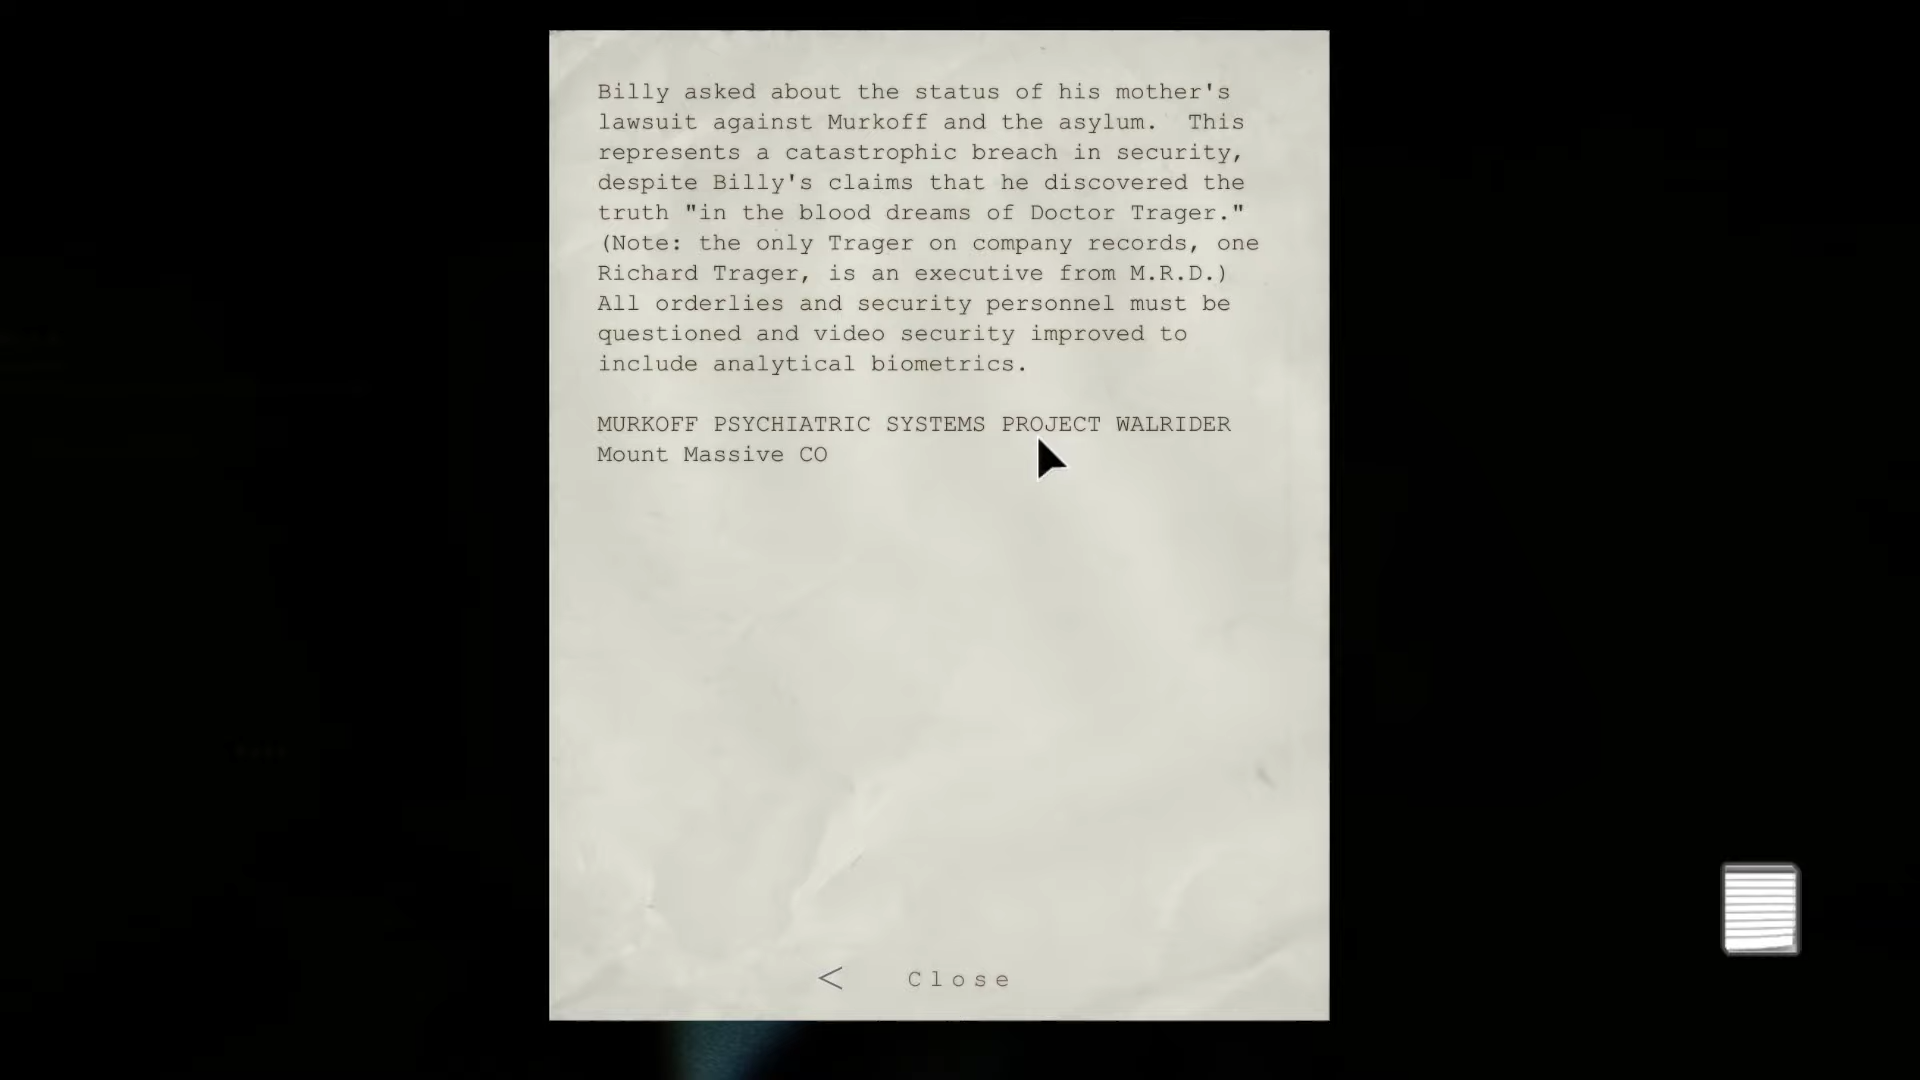 Billy asked about the status of his mother's
lawsuit against Murkoff and the asylum.  This
represents a catastrophic breach in security,
despite Billy's claims that he discovered the
truth "in the blood dreams of Doctor Trager."
(Note: the only Trager on company records, one
Richard Trager, is an executive from M.R.D.)
All orderlies and security personnel must be
questioned and video security improved to
include analytical biometrics.
MURKOFF PSYCHIATRIC SYSTEMS PROJECT WALRIDER
Mount Massive CO
< Close